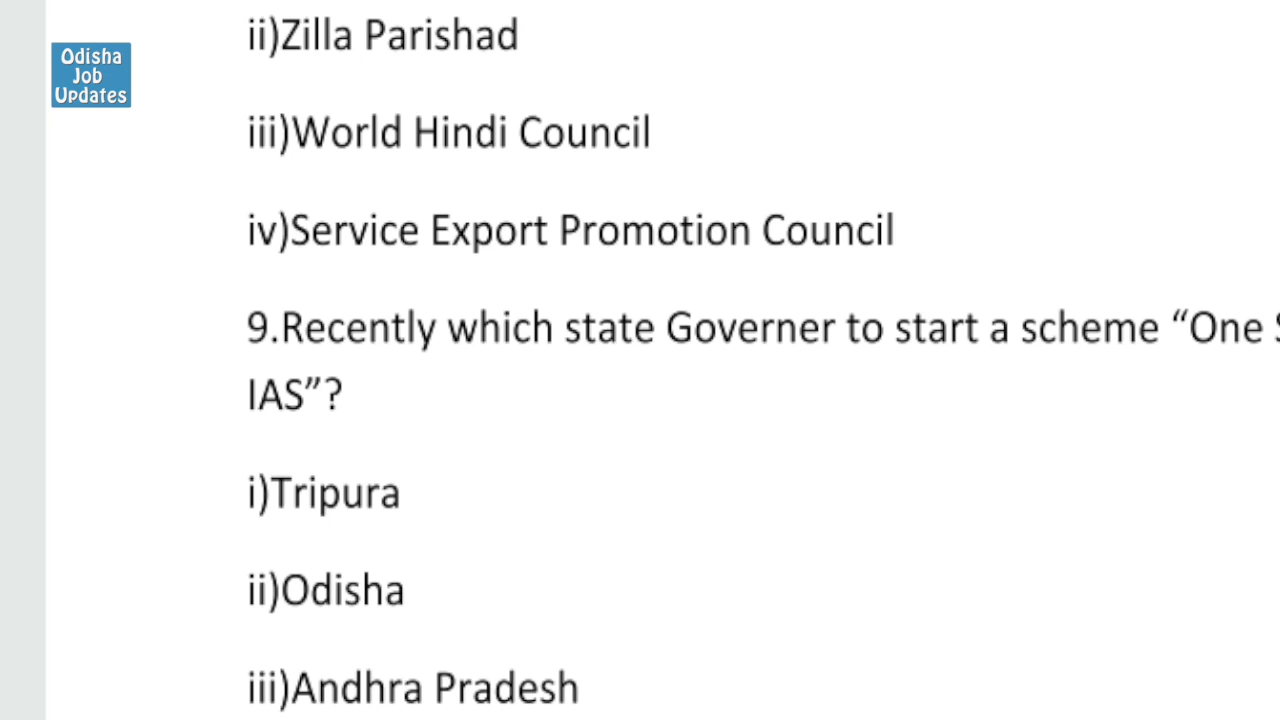 ii)Zilla Parishad
Odisha
Job
Updates
iii)World Hindi Council
iv)Service Export Promotion Council
9.Recently which state Governer to start a scheme “One
IAS”?
i)Tripura
ii)Odisha
iii)Andhra Pradesh